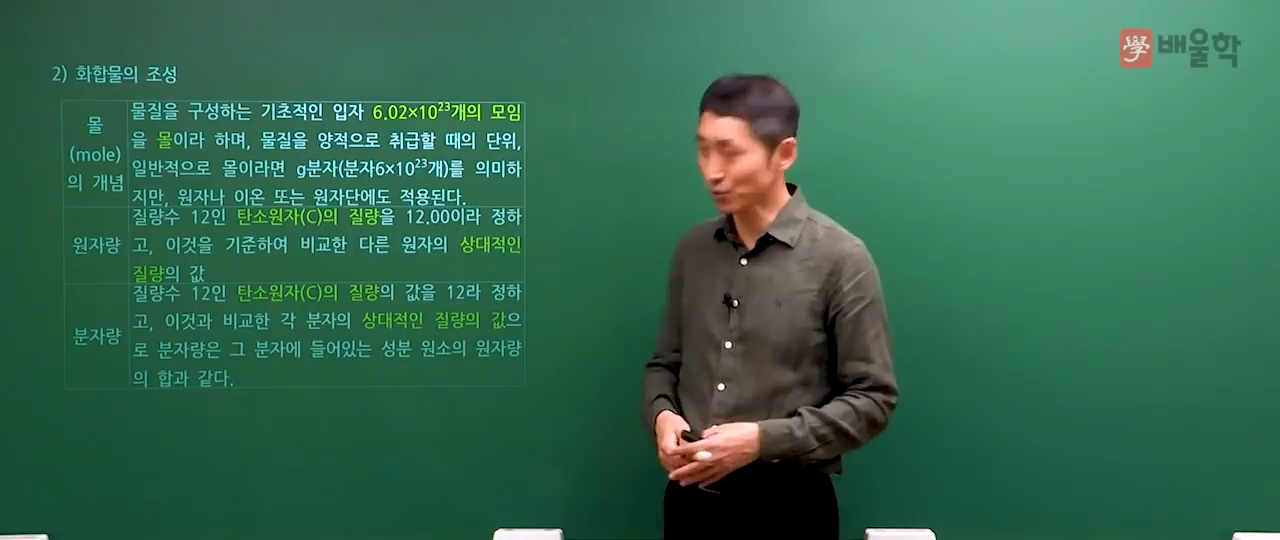 學 배울학
2) 화합물의 조성
몰
(mole)
의 개념
물질을 구성하는 기초적인 입자 6.02×10²³개의 모임
을 몰이라 하며, 물질을 양적으로 취급할 때의 단위,
일반적으로 몰이라면 g분자(분자6×10²³개)를 의미하
지만, 원자나 이온 또는 원자단에도 적용된다.
원자량
질량수 12인 탄소원자(C)의 질량을 12.00이라 정하
고, 이것을 기준하여 비교한 다른 원자의 상대적인
질량의 값
분자량
질량수 12인 탄소원자(C)의 질량의 값을 12라 정하
고, 이것과 비교한 각 분자의 상대적인 질량의 값으
로 분자량은 그 분자에 들어있는 성분 원소의 원자량
의 합과 같다.